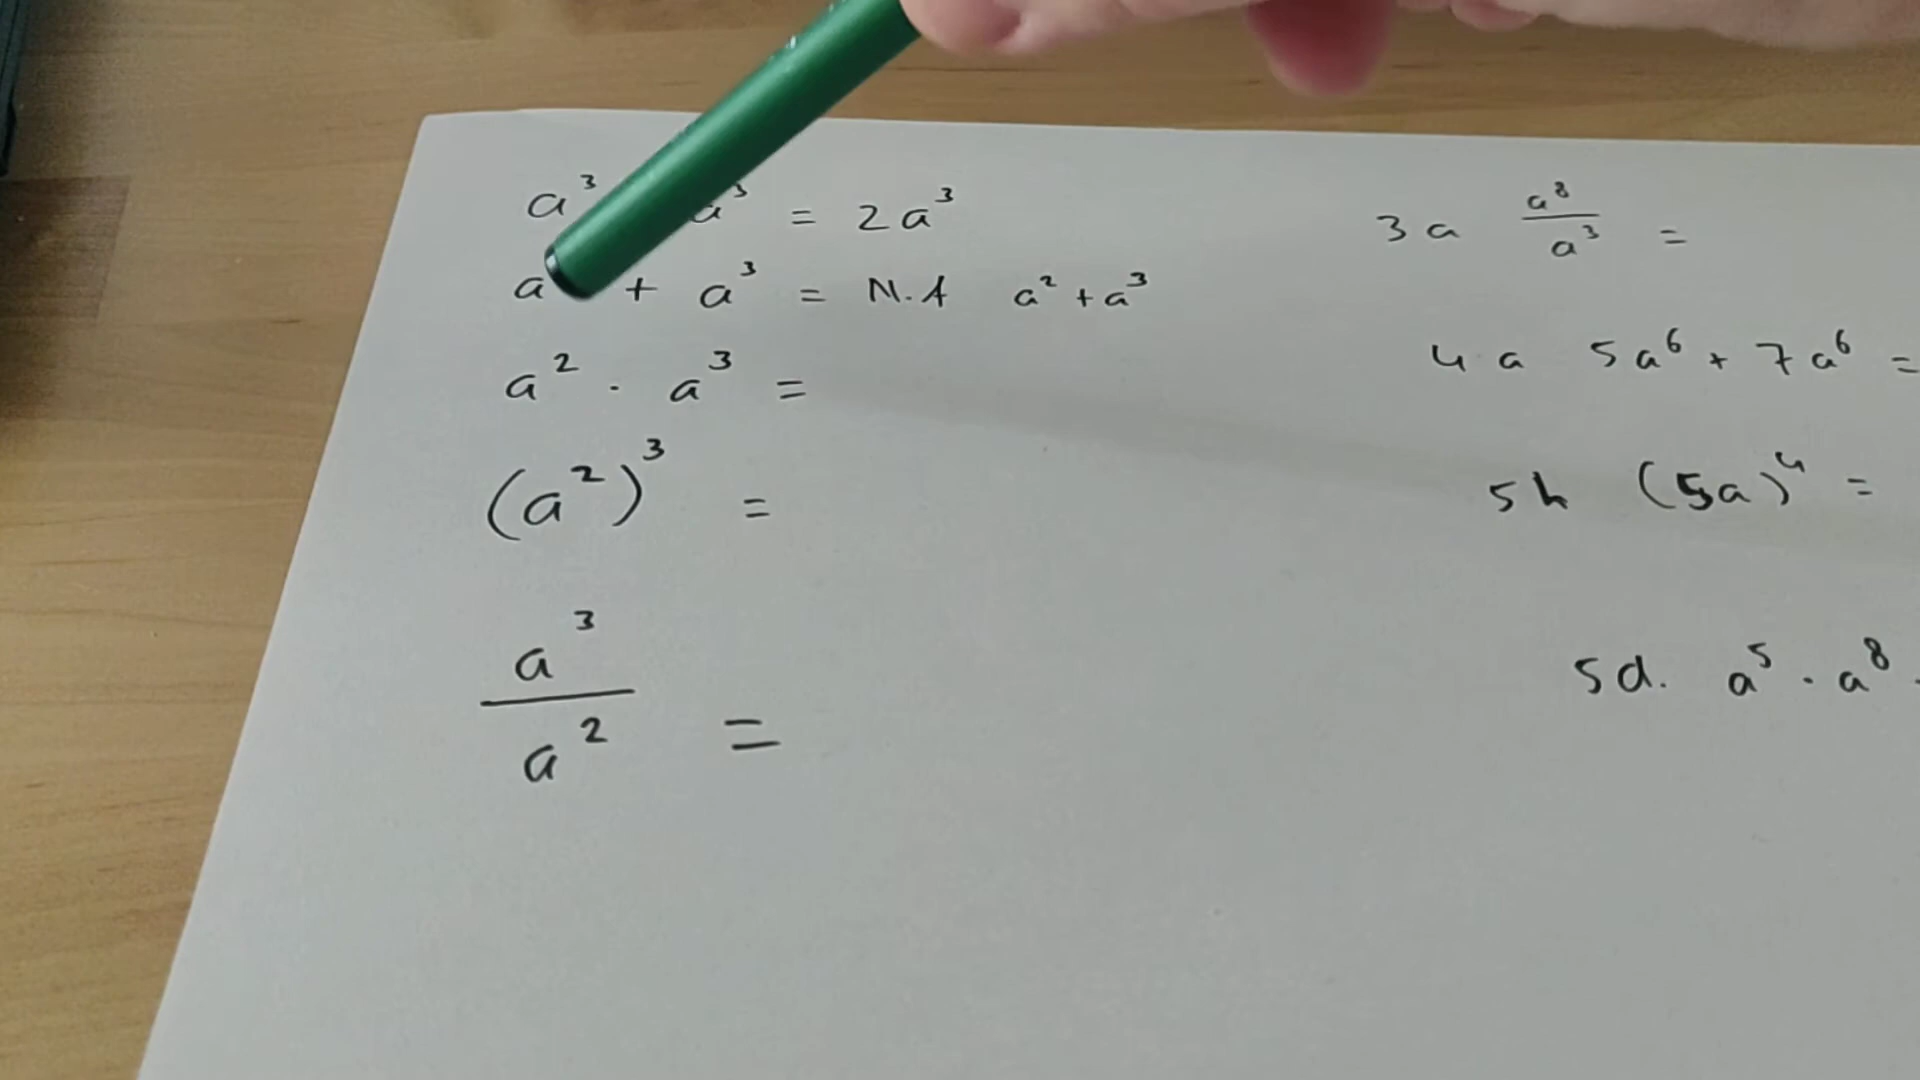 a³ a³ = 2a³
a + a³ = N.A a² + a³
a² · a³ =
(a²)³ =
a³
a² =
3a a⁸/a³ =
4a 5a⁶ + 7a⁶ =
5h (5a)⁴ =
5d. a⁵ · a⁸